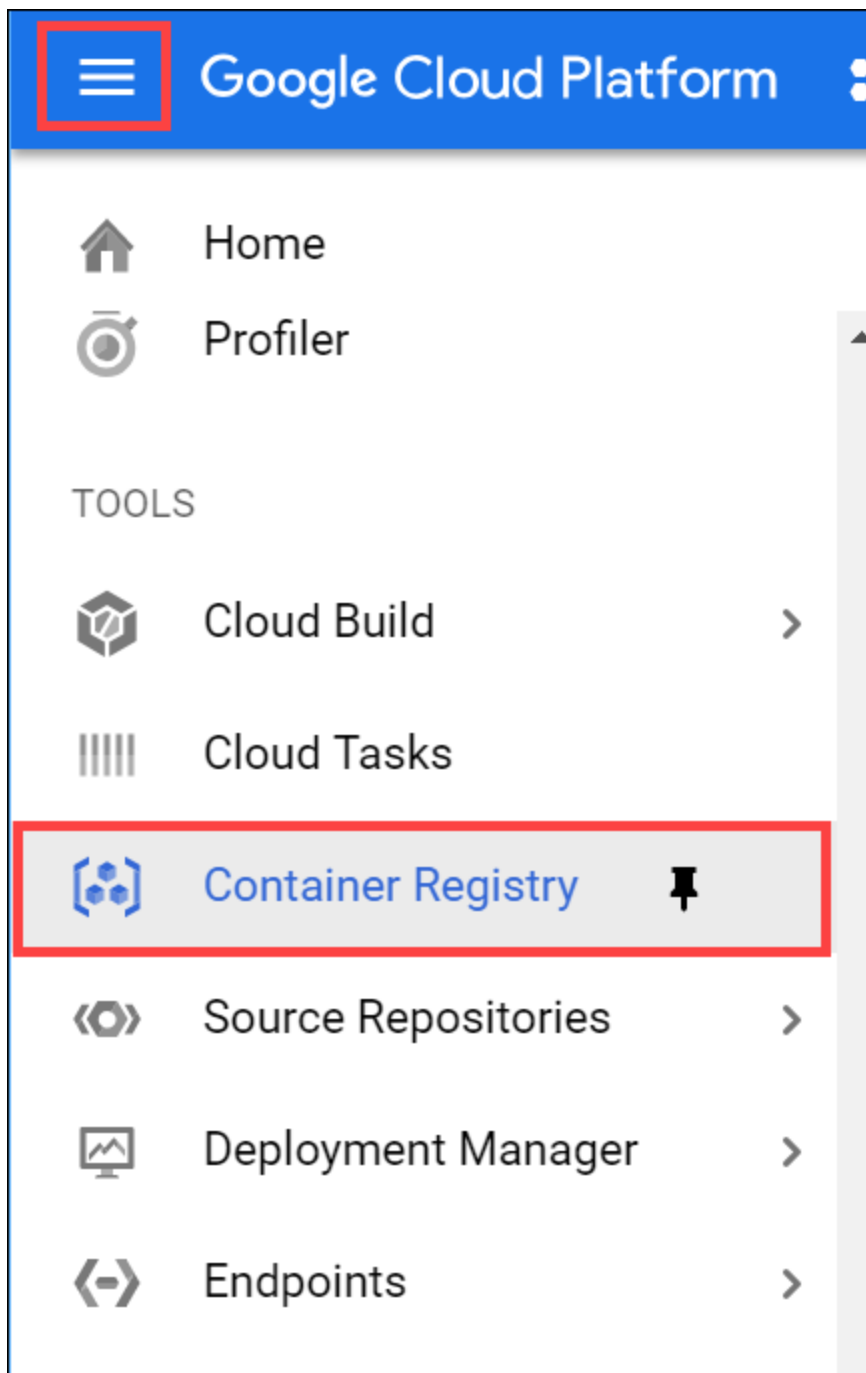 Google Cloud Platform
Home
Profiler
TOOLS
Cloud Build
Cloud Tasks
Container Registry
Source Repositories
Deployment Manager
Endpoints